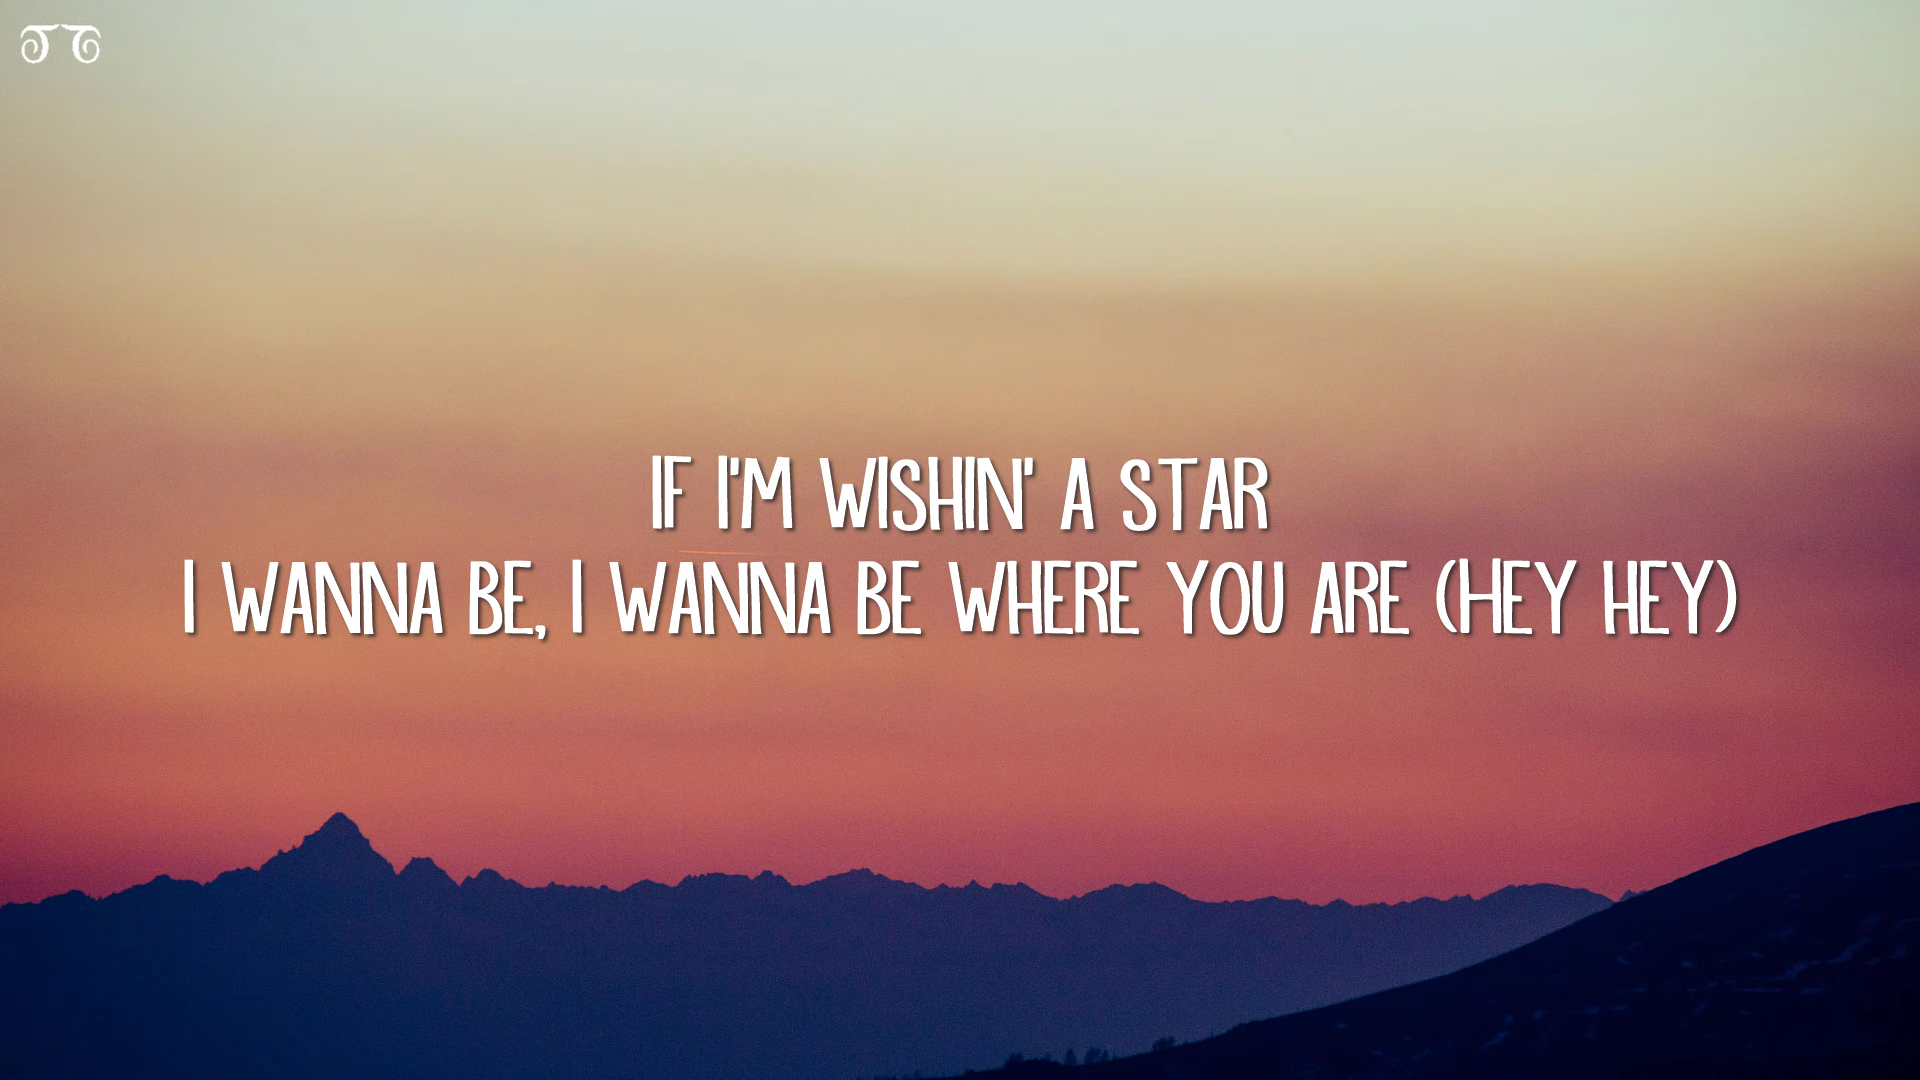 IF I'M WISHIN' A STAR
I WANNA BE, I WANNA BE WHERE YOU ARE (HEY HEY)